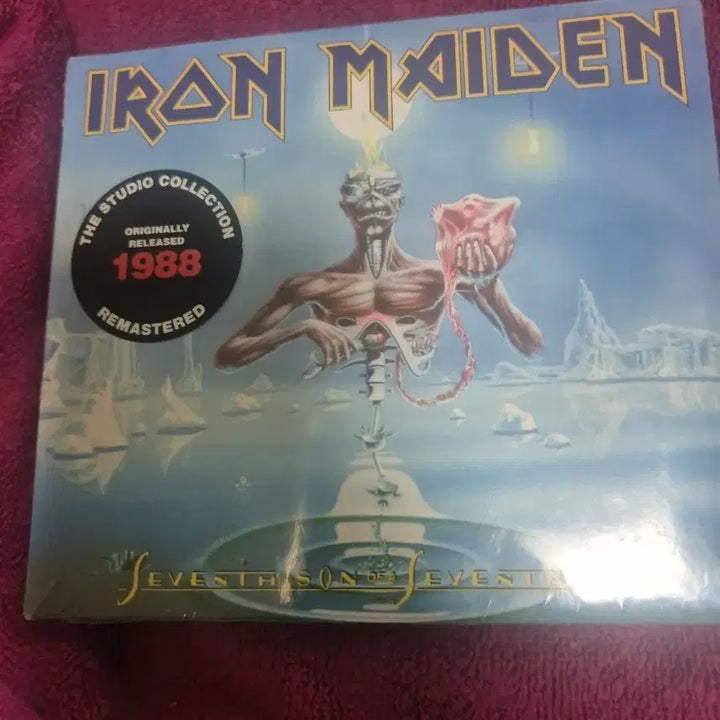 IRON MAIDEN
THE STUDIO COLLECTION
ORIGINALLY
RELEASED
1988
REMASTERED
SEVENTH SON OF A SEVENTH